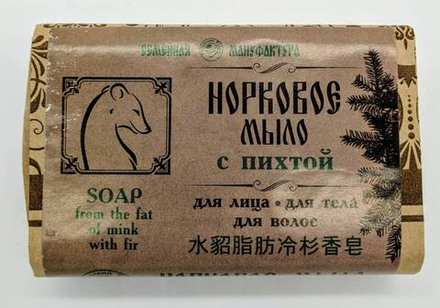 СЕМЕЙНАЯ МАНУФАКТУРА
НОРКОВОЕ
МЫЛО
с пихтой
SOAP
from the fat
of mink
with fir
для лица • для тела
для волос
水貂脂肪冷杉香皂